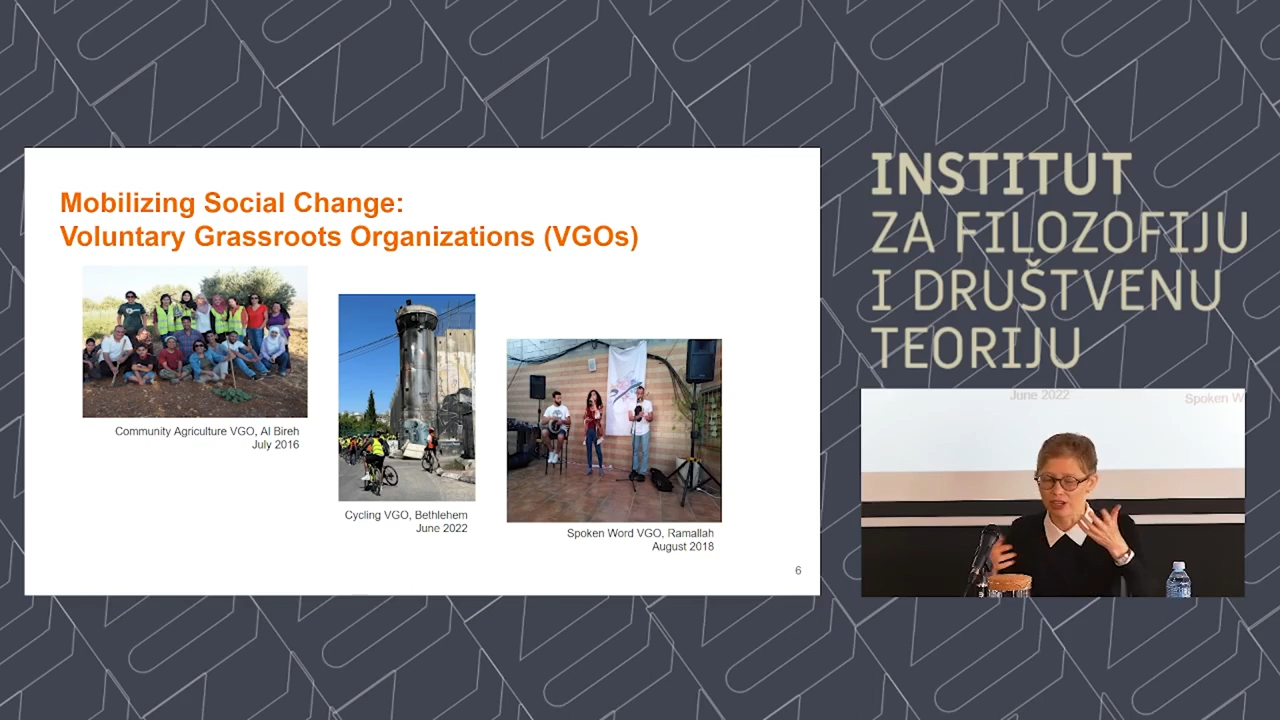 Mobilizing Social Change:
Voluntary Grassroots Organizations (VGOs)
Community Agriculture VGO, Al Bireh
July 2016
Cycling VGO, Bethlehem
June 2022
Spoken Word VGO, Ramallah
August 2018
6
INSTITUT
ZA FILOZOFIJU
I DRUŠTVENU
TEORIJU
June 2022
Spoken W